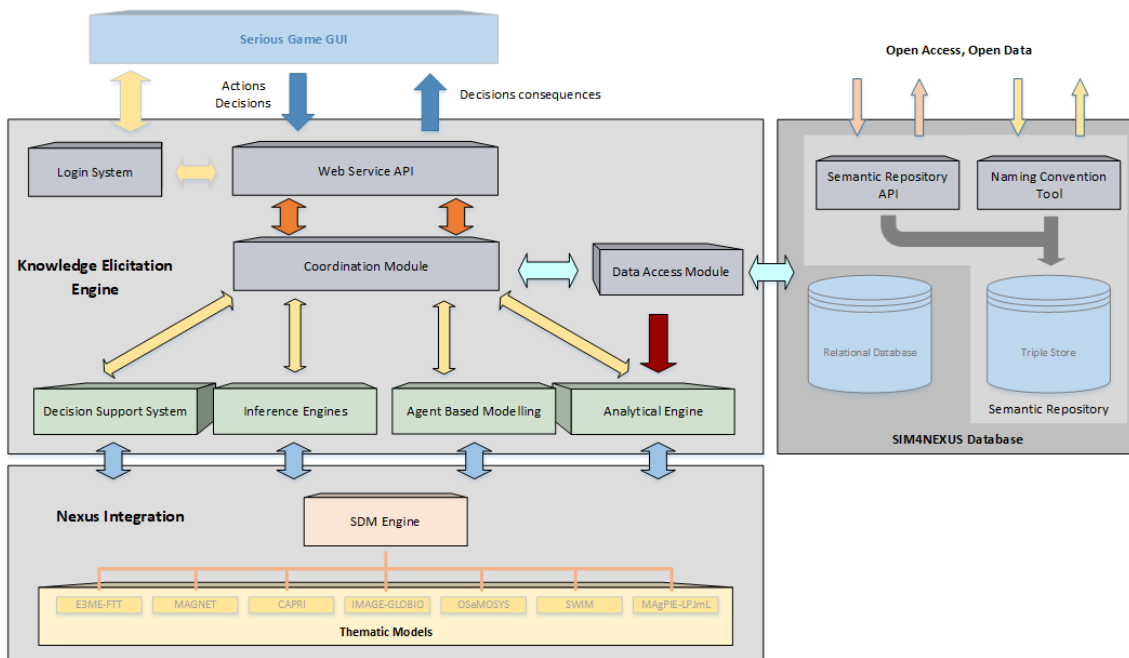 Serious Game GUI
Open Access, Open Data
Actions
Decisions
Decisions consequences
Login System
Web Service API
Semantic Repository
API
Naming Convention
Tool
Knowledge Elicitation
Engine
Coordination Module
Data Access Module
Relational Database
Triple Store
Decision Support System
Inference Engines
Agent Based Modelling
Analytical Engine
Semantic Repository
SIM4NEXUS Database
Nexus Integration
SDM Engine
E3ME-FTT
MAGNET
CAPRI
IMAGE-GLOBIO
OSeMOSYS
SWIM
MAgPIE-LPJmL
Thematic Models